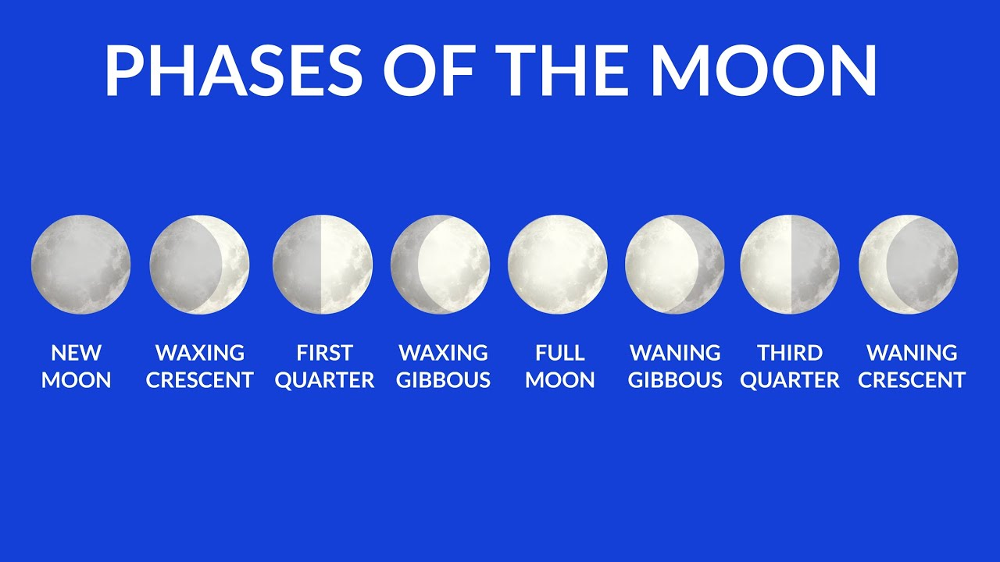 PHASES OF THE MOON
NEW
MOON
WAXING
CRESCENT
FIRST
QUARTER
WAXING
GIBBOUS
FULL
MOON
WANING
GIBBOUS
THIRD
QUARTER
WANING
CRESCENT